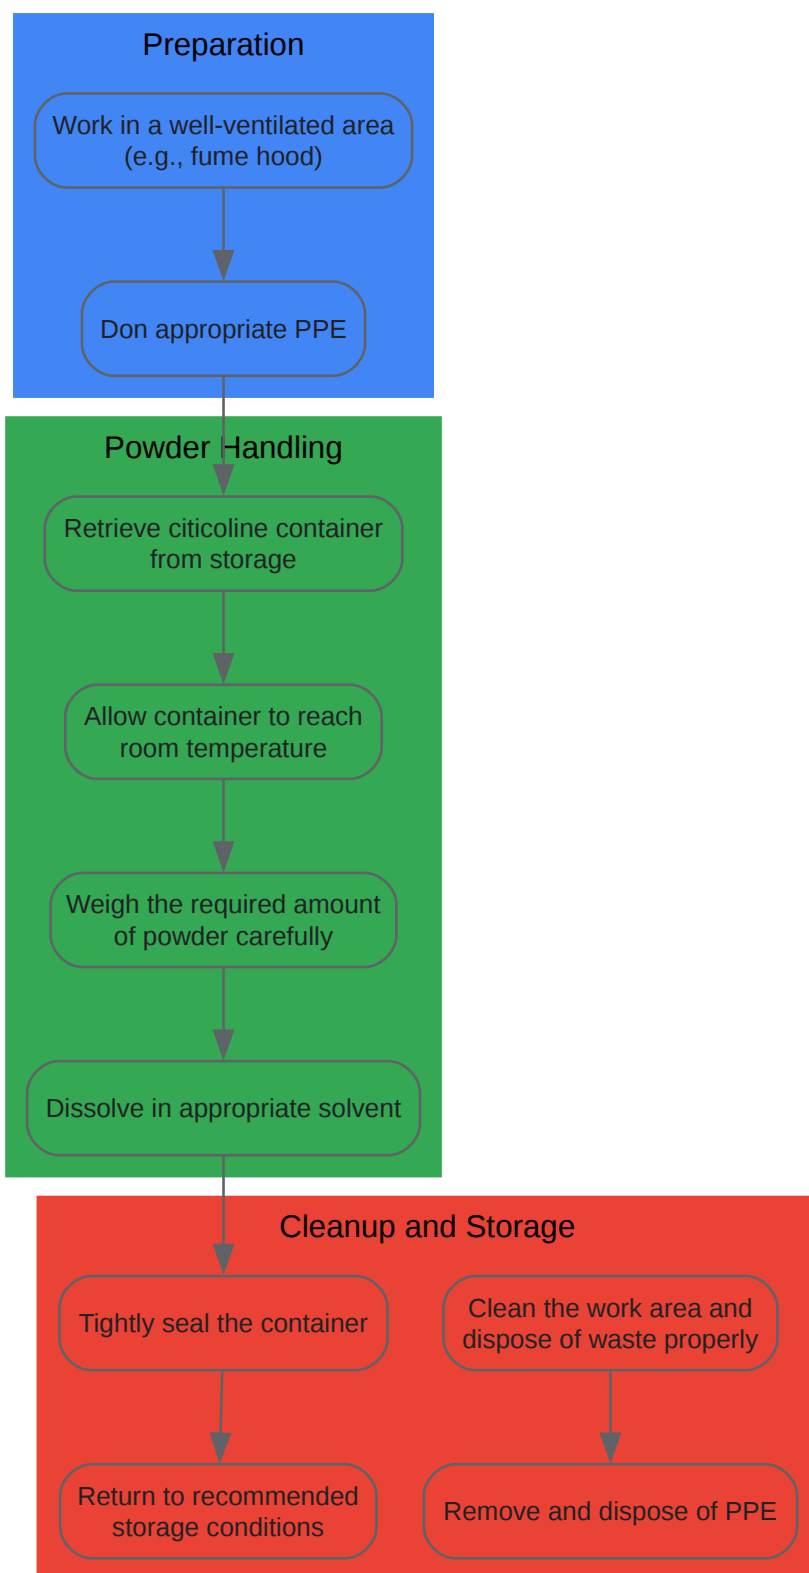 Preparation
Work in a well-ventilated area
(e.g., fume hood)
Don appropriate PPE
Powder Handling
Retrieve citicoline container
from storage
Allow container to reach
room temperature
Weigh the required amount
of powder carefully
Dissolve in appropriate solvent
Cleanup and Storage
Tightly seal the container
Clean the work area and
dispose of waste properly
Return to recommended
storage conditions
Remove and dispose of PPE